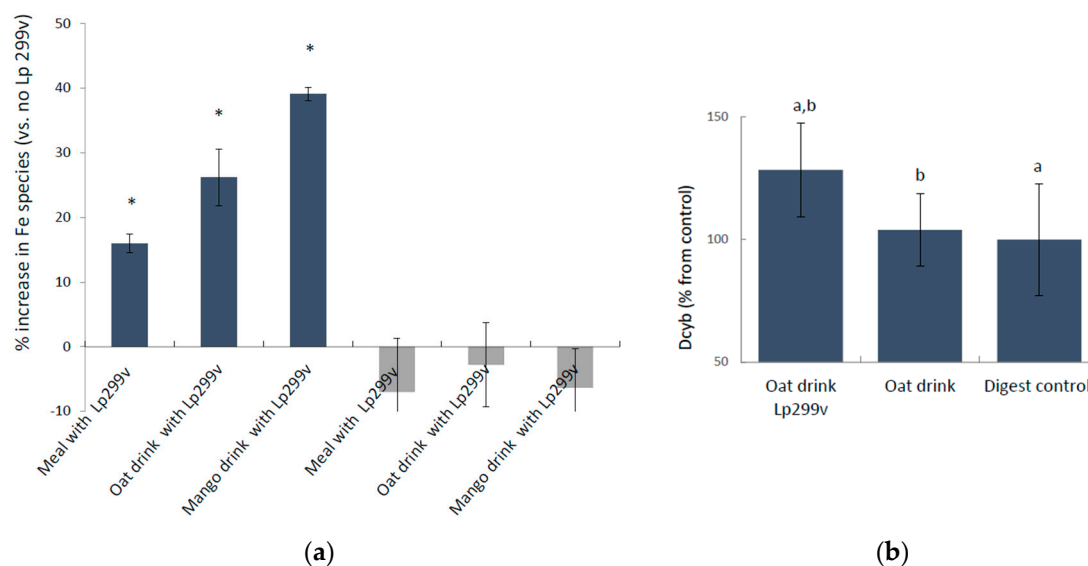 % increase in Fe species (vs. no Lp 299v)
50
40
30
20
10
0
-10
*
*
*
Meal with Lp299v
Oat drink with Lp299v
Mango drink with Lp299v
Meal with Lp299v
Oat drink with Lp299v
Mango drink with Lp299v
(a)
Dcyb (% from control)
150
100
50
a,b
b
a
Oat drink
Lp299v
Oat drink
Digest control
(b)